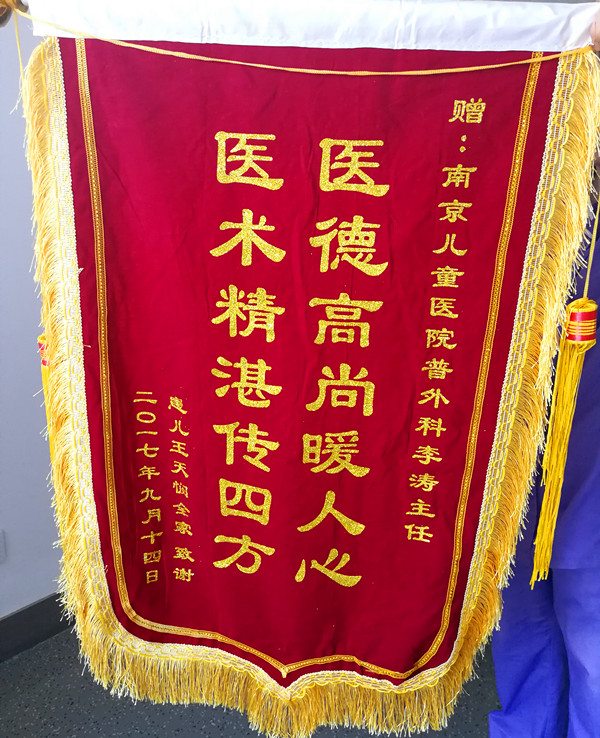 赠：南京儿童医院普外科李涛主任
医德高尚暖人心
医术精湛传四方
患儿王天怡全家致谢
二〇一七年九月十四日